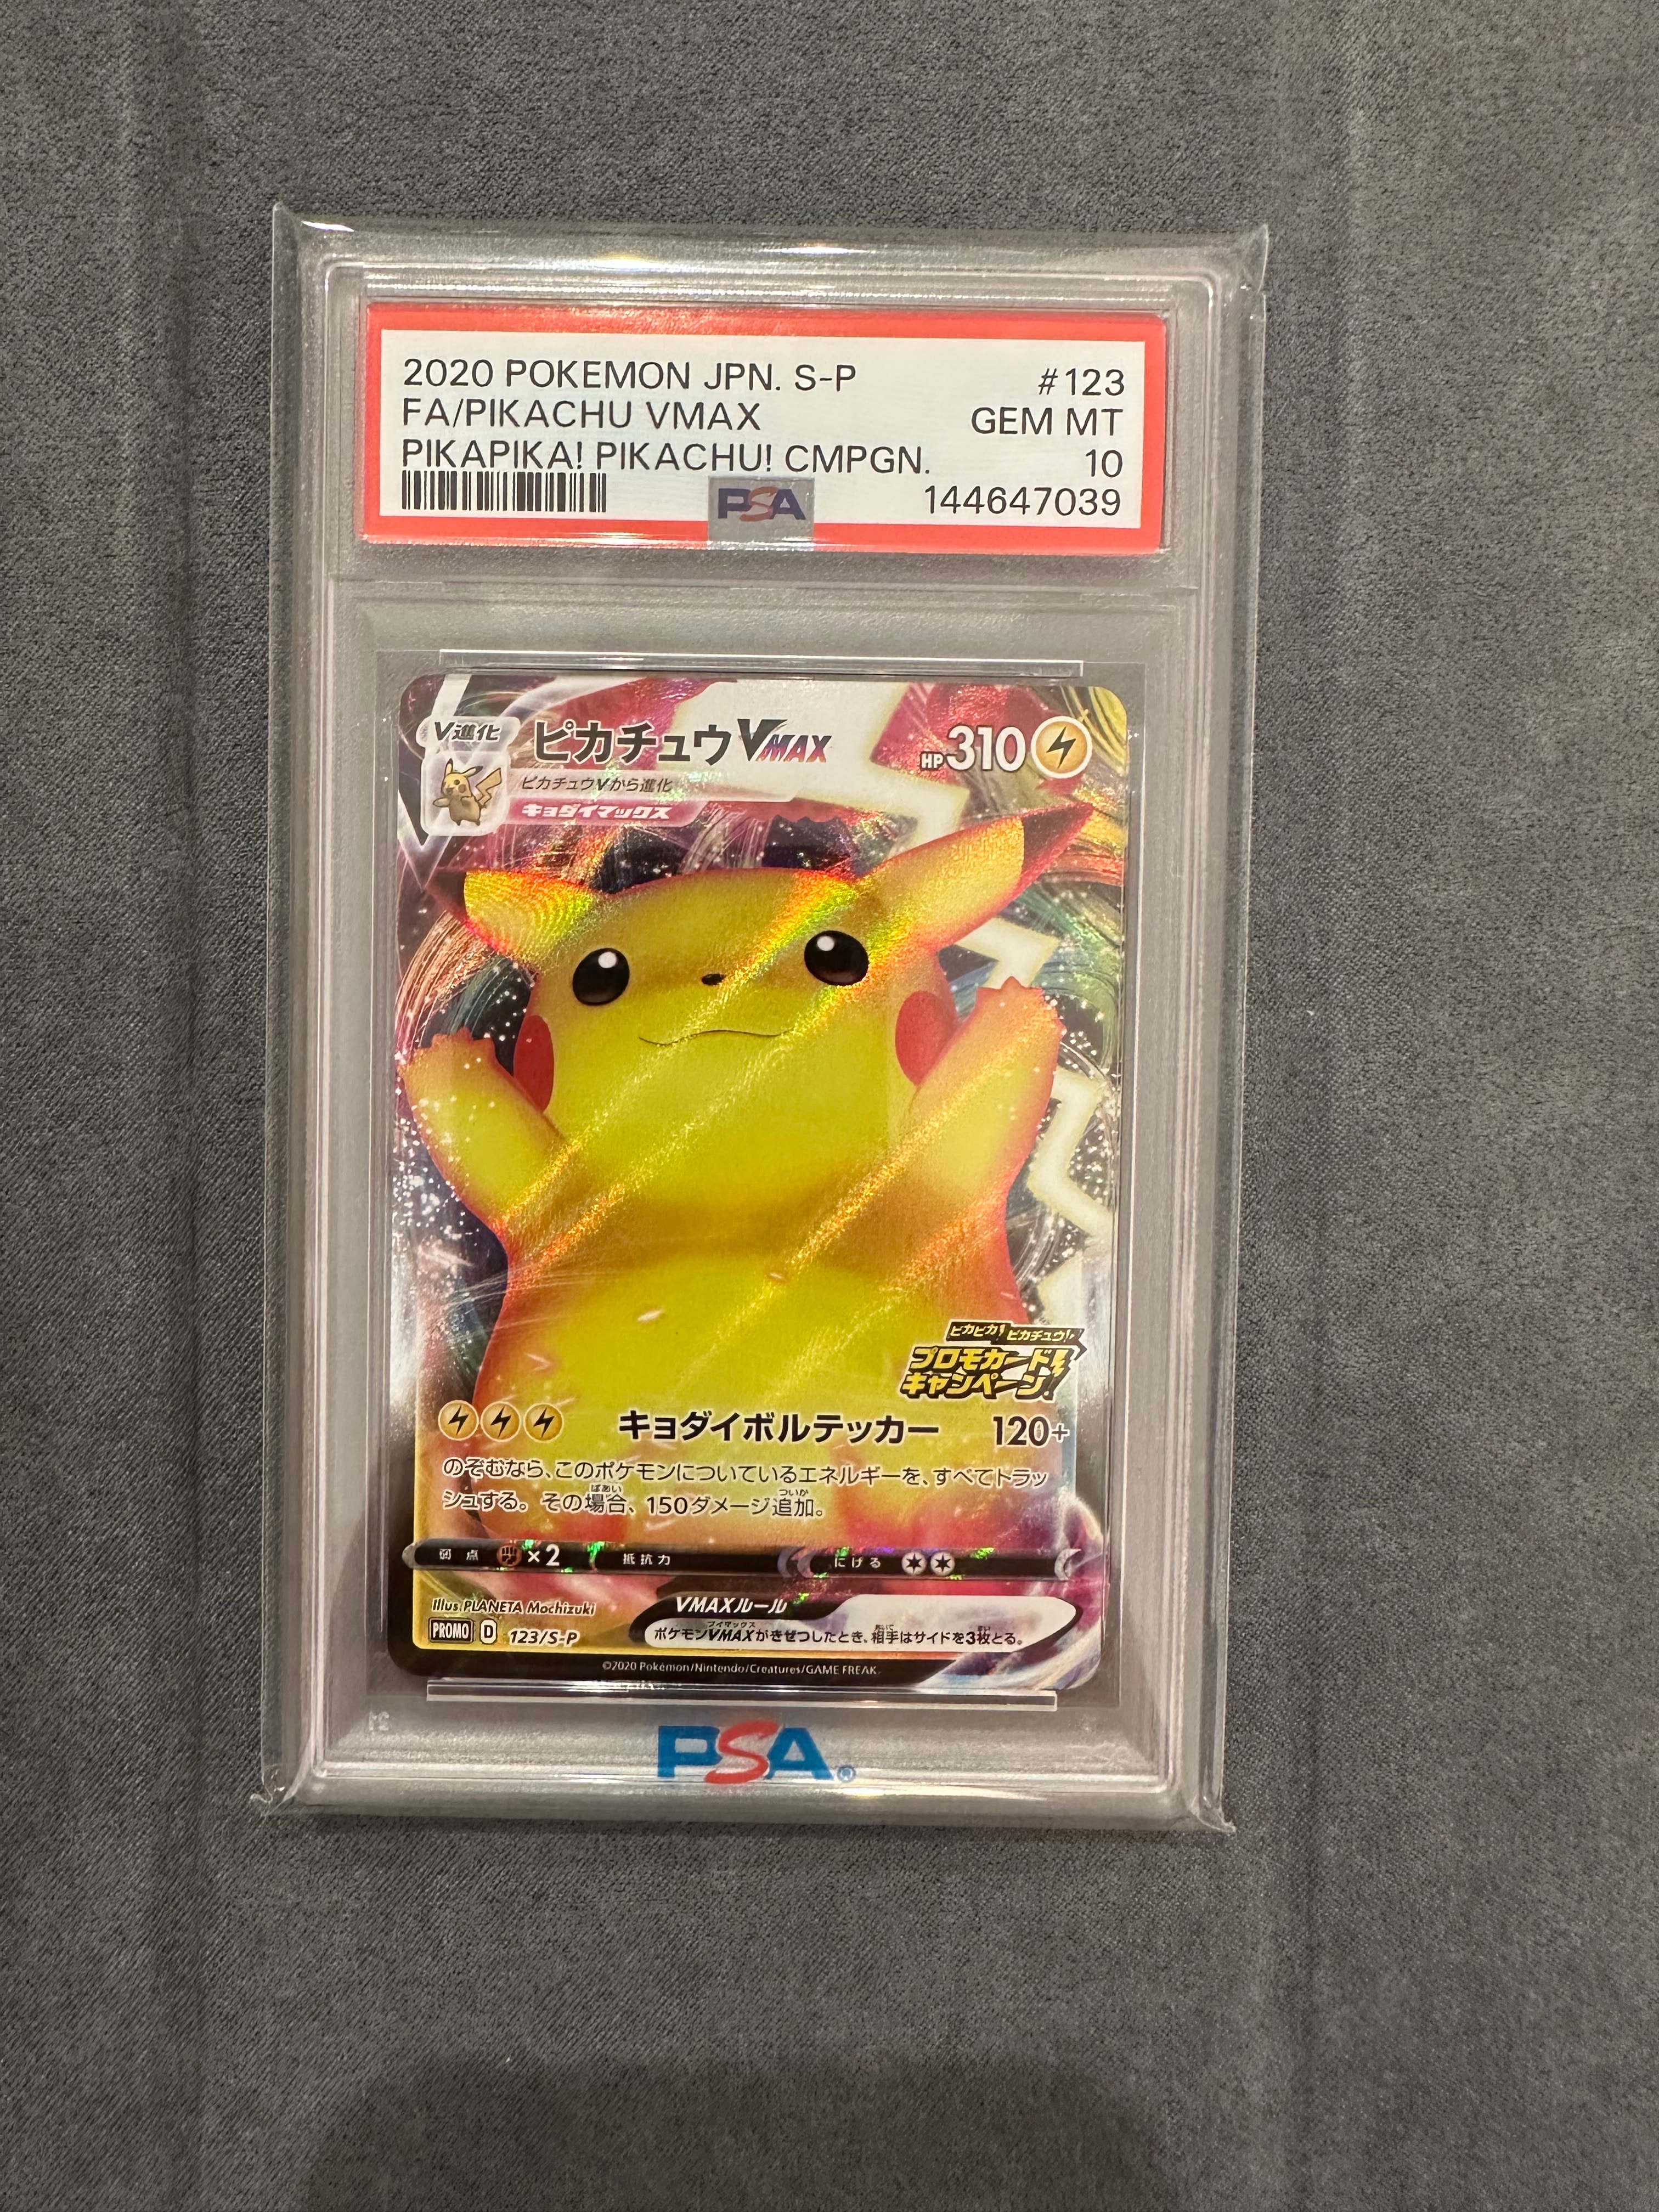 2020 POKEMON JPN. S-P #123
FA/PIKACHU VMAX GEM MT
PIKAPIKA! PIKACHU! CMPGN. 10
PSA 144647039
V進化 ピカチュウVMAX HP310
ピカチュウVから進化
キョダイマックス
ピカピカ!ピカチュウ!
プロモカード
キャンペーン!
キョダイボルテッカー 120+
のぞむなら、このポケモンについているエネルギーを、すべてトラッ
シュする。その場合、150ダメージ追加。
弱点 ×2 抵抗力 にげる
Illus. PLANETA Mochizuki
VMAXルール
PROMO D 123/S-P
ポケモンVMAXがきぜつしたとき、相手はサイドを3枚とる。
©2020 Pokémon/Nintendo/Creatures/GAME FREAK.
PSA®